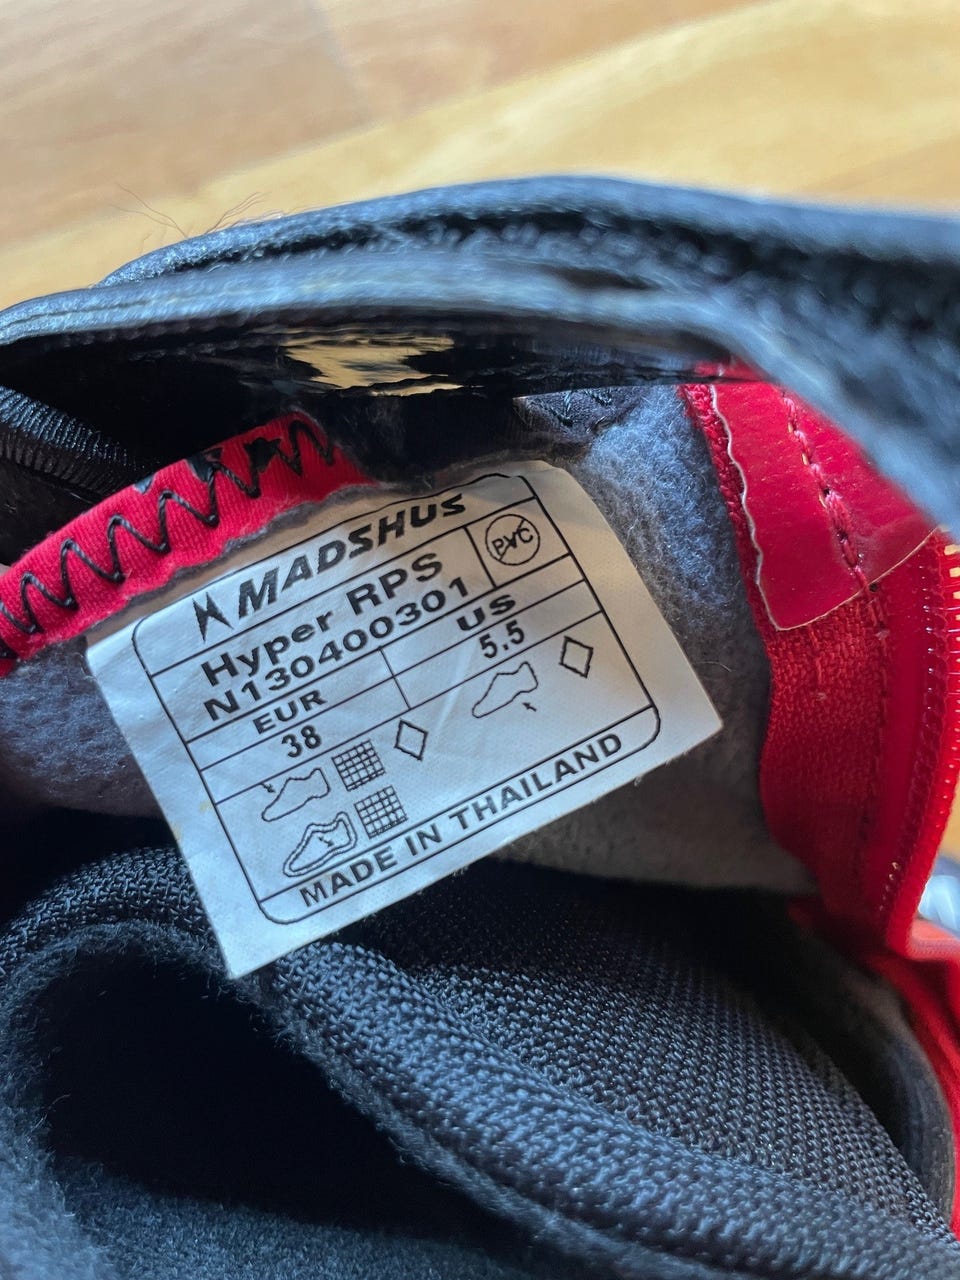 MADSHUS
PVC
Hyper RPS
N130400301
EUR US
38 5.5
MADE IN THAILAND